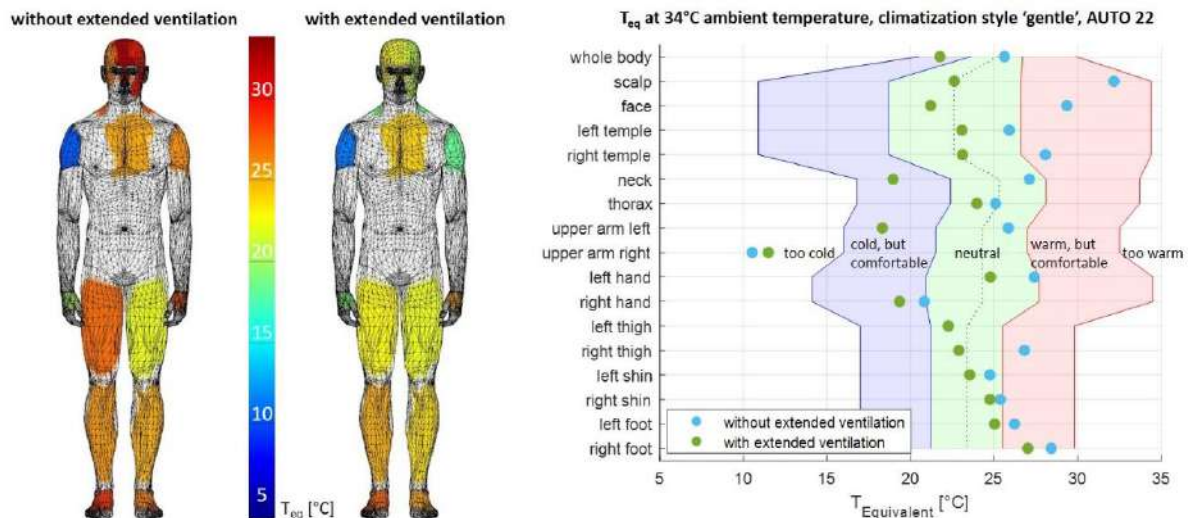 without extended ventilation
with extended ventilation
30
25
20
15
10
5
T_eq [°C]
T_eq at 34°C ambient temperature, climatization style 'gentle', AUTO 22
whole body
scalp
face
left temple
right temple
neck
thorax
upper arm left
upper arm right
left hand
right hand
left thigh
right thigh
left shin
right shin
left foot
right foot
too cold
cold, but
comfortable
neutral
warm, but
comfortable
too warm
without extended ventilation
with extended ventilation
5
10
15
20
25
30
35
T_Equivalent [°C]